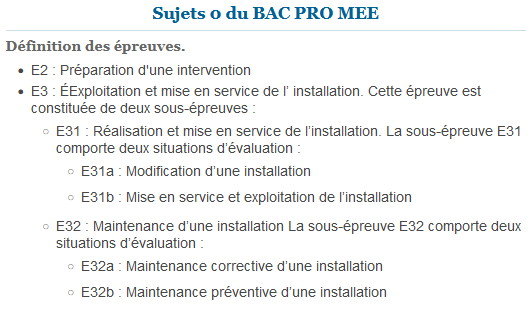 Sujets 0 du BAC PRO MEE
Définition des épreuves.
E2 : Préparation d'une intervention
E3 : ÉExploitation et mise en service de l’ installation. Cette épreuve est
constituée de deux sous-épreuves :
E31 : Réalisation et mise en service de l’installation. La sous-épreuve E31
comporte deux situations d’évaluation :
E31a : Modification d’une installation
E31b : Mise en service et exploitation de l’installation
E32 : Maintenance d’une installation La sous-épreuve E32 comporte deux
situations d’évaluation :
E32a : Maintenance corrective d’une installation
E32b : Maintenance préventive d’une installation